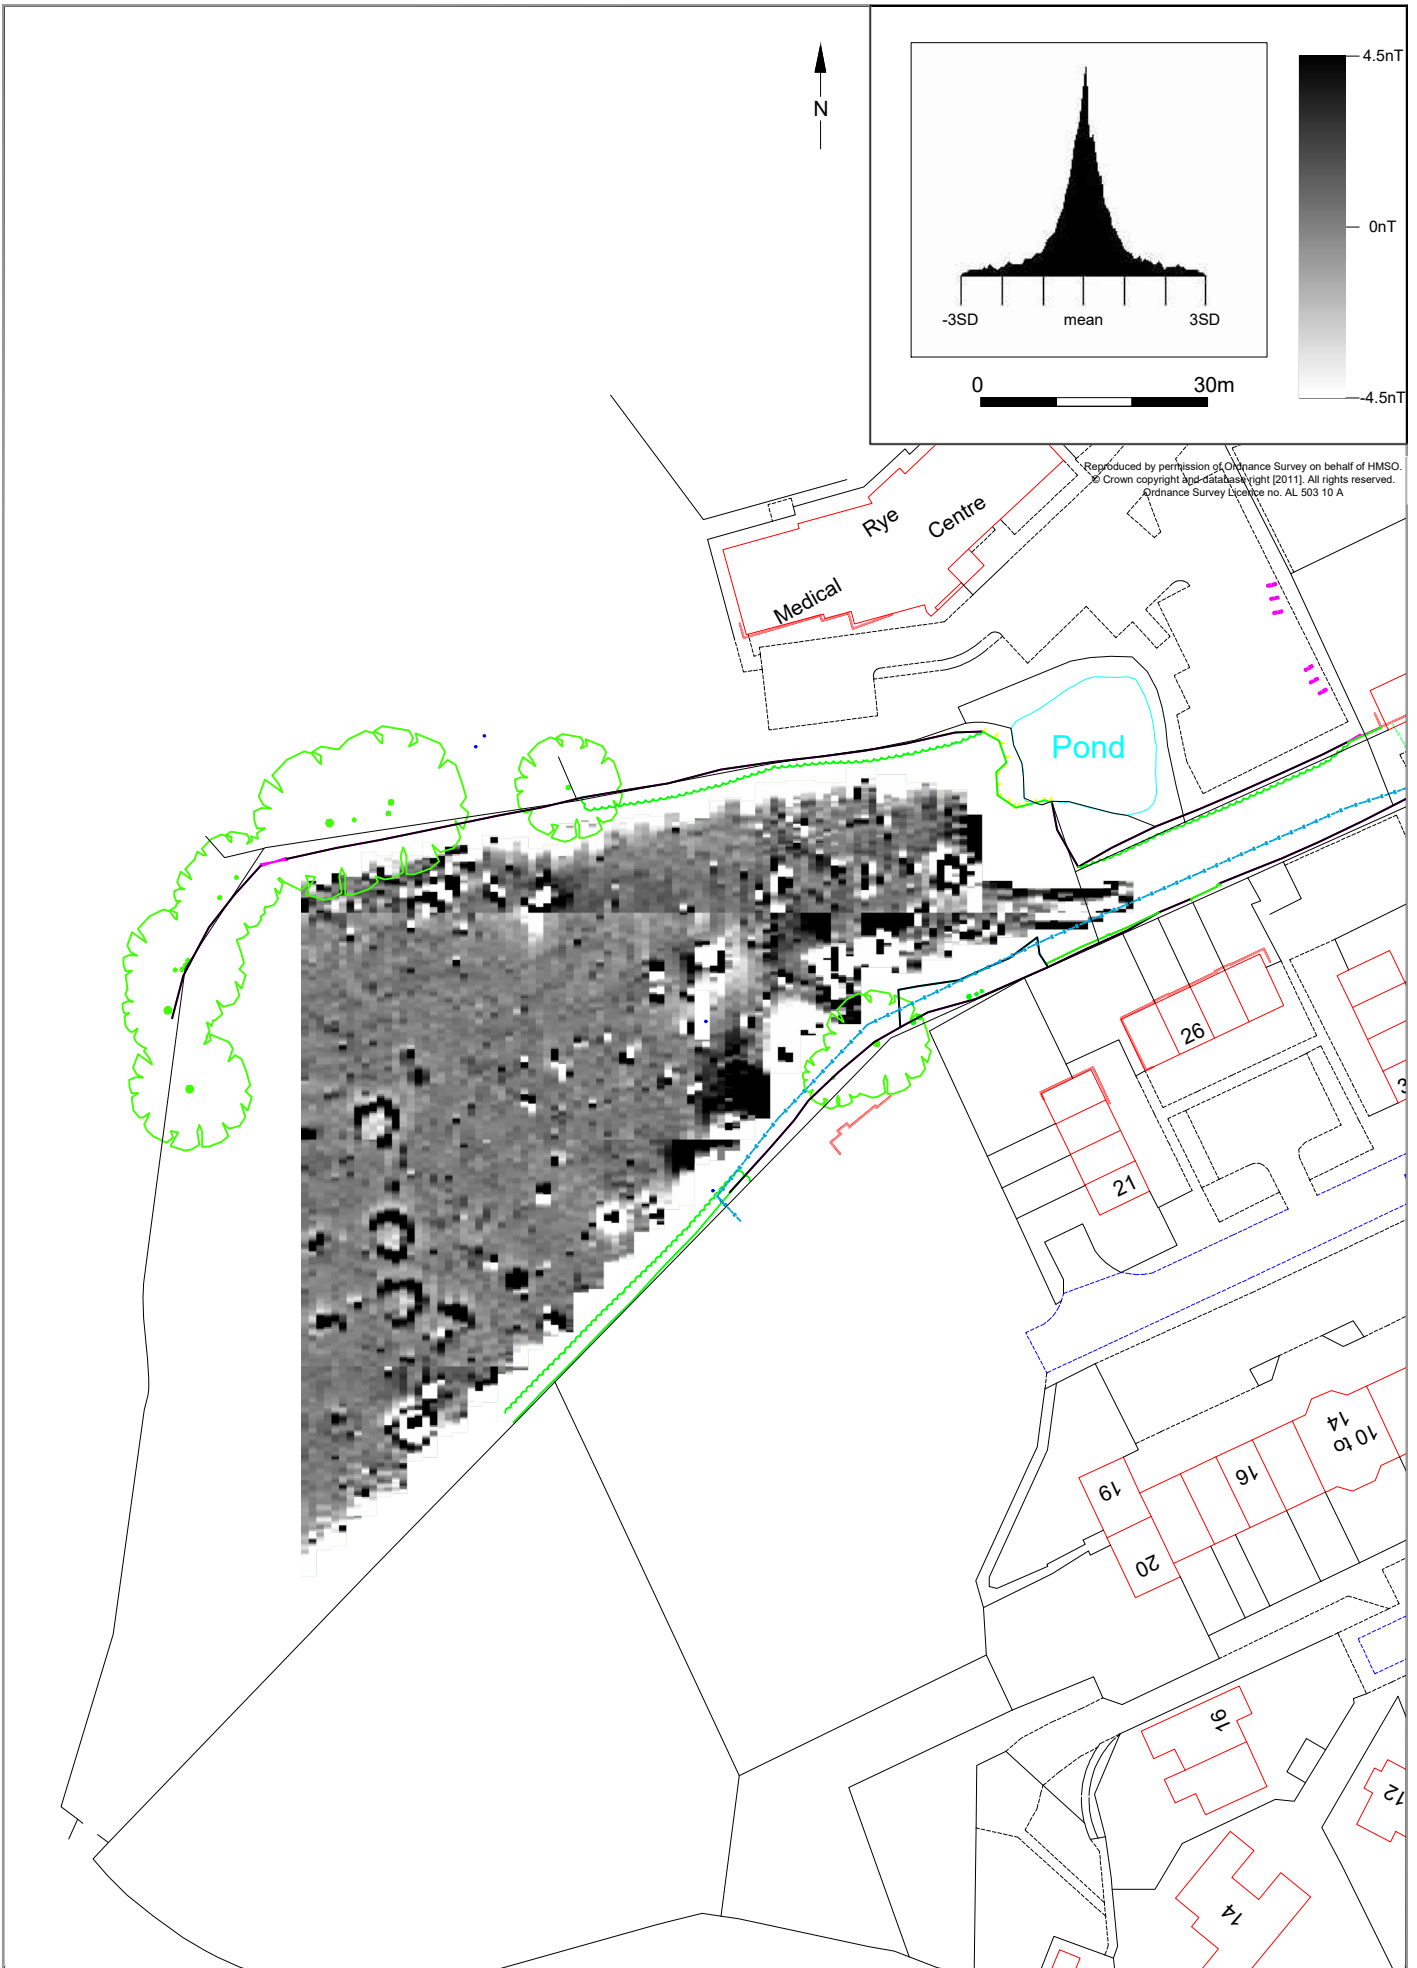 N
4.5nT
0nT
-4.5nT
-3SD
mean
3SD
0
30m
Reproduced by permission of Ordnance Survey on behalf of HMSO.
© Crown copyright and database right [2011]. All rights reserved.
Ordnance Survey Licence no. AL 503 10 A
Rye
Centre
Medical
Pond
26
3
21
10 to
14
16
19
20
16
12
14